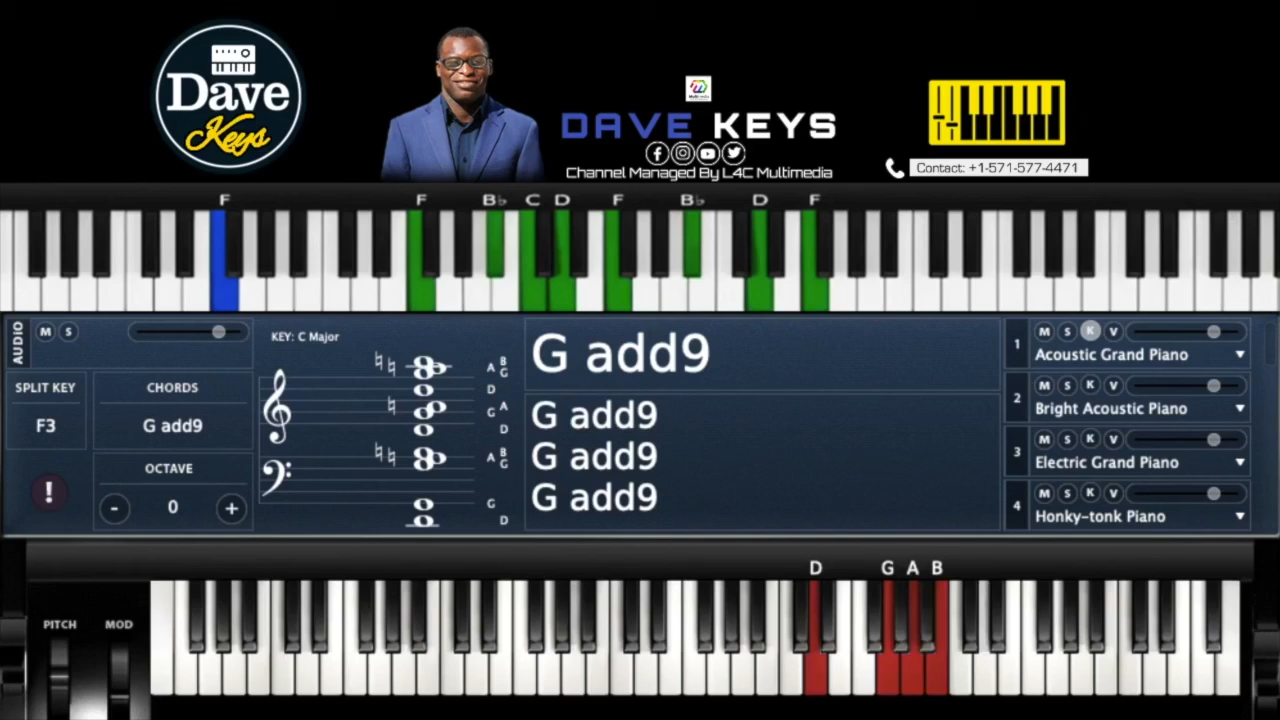 Dave
Keys
Multimedia
DAVE KEYS
Channel Managed By L4C Multimedia
Contact: +1-571-577-4471
F F B♭ C D F B♭ D F
AUDIO
M S
KEY: C Major
SPLIT KEY
F3
CHORDS
G add9
OCTAVE
- 0 +
!
A B G
D
G A
D
A B G
G
D
G add9
G add9
G add9
G add9
1 M S K V
Acoustic Grand Piano
2 M S K V
Bright Acoustic Piano
3 M S K V
Electric Grand Piano
4 M S K V
Honky-tonk Piano
D G A B
PITCH MOD